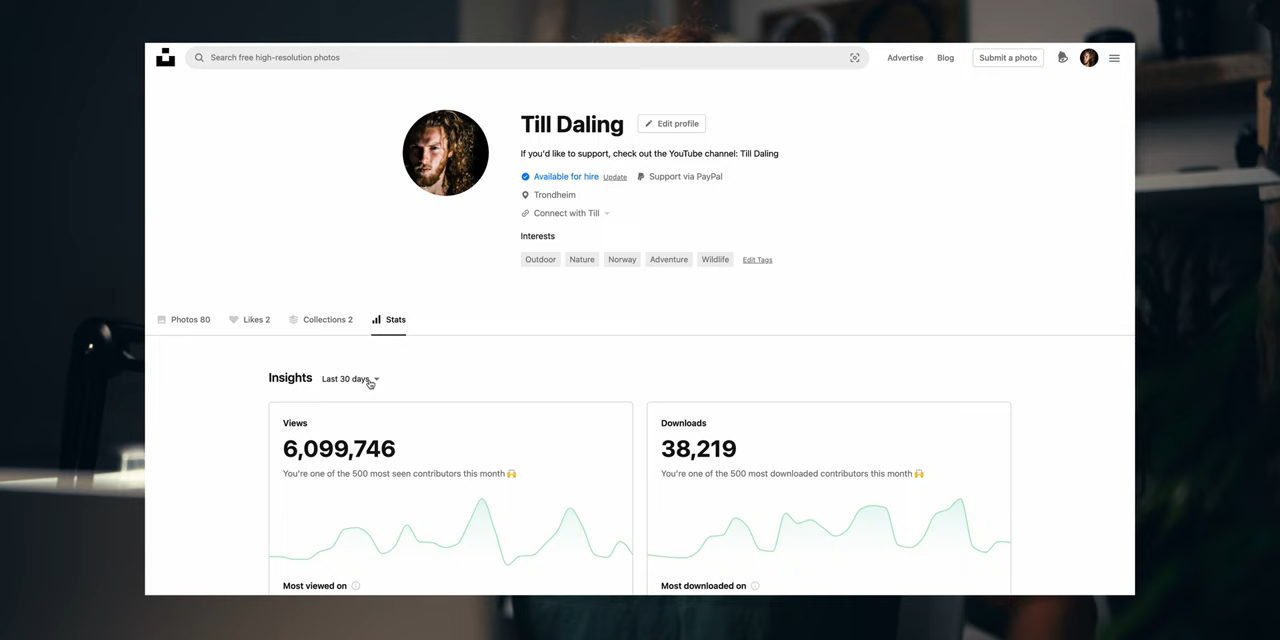 Search free high-resolution photos
Advertise
Blog
Submit a photo
Till Daling
Edit profile
If you'd like to support, check out the YouTube channel: Till Daling
Available for hire Update Support via PayPal
Trondheim
Connect with Till
Interests
Outdoor Nature Norway Adventure Wildlife Edit Tags
Photos 80 Likes 2 Collections 2 Stats
Insights Last 30 days
Views
6,099,746
You're one of the 500 most seen contributors this month 🙌
Most viewed on
Downloads
38,219
You're one of the 500 most downloaded contributors this month 🙌
Most downloaded on